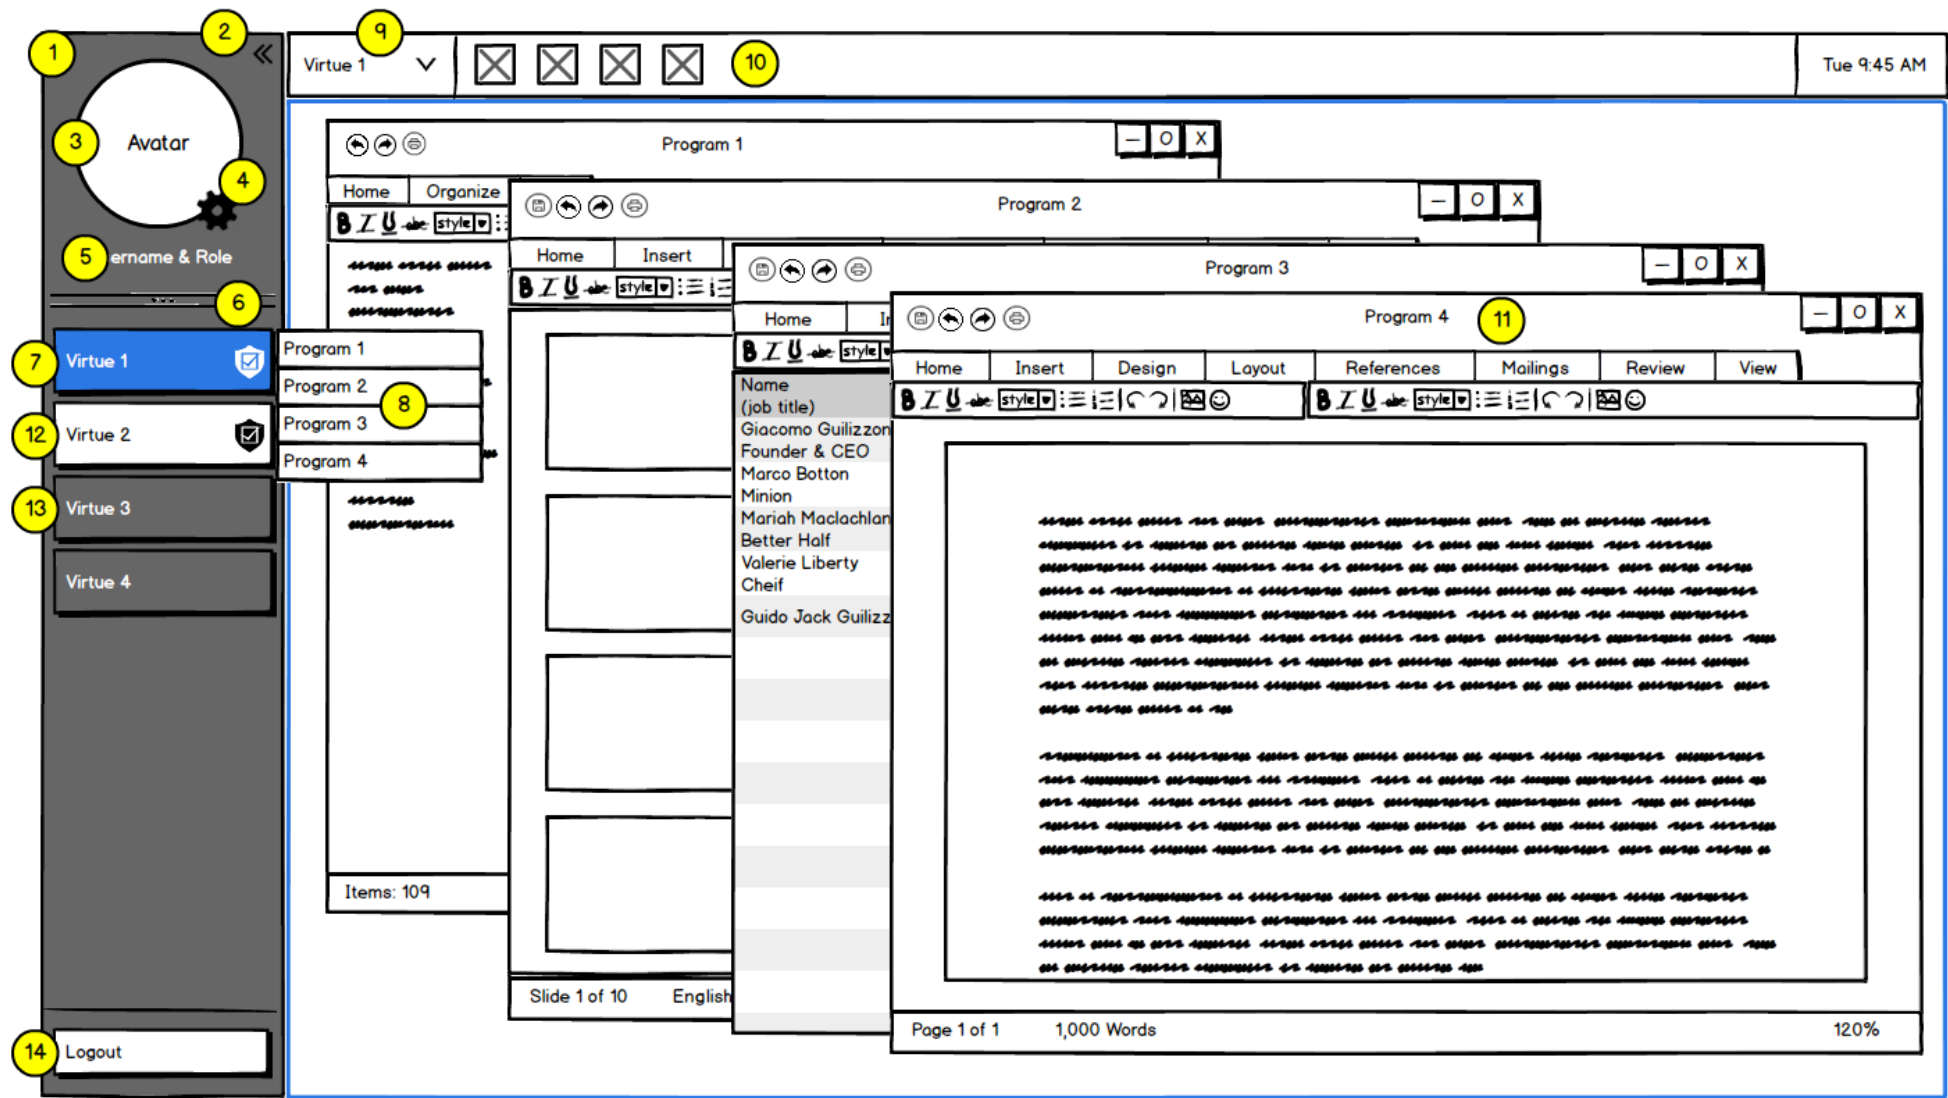 1
2
Avatar
3
4
5
ername & Role
6
7
Virtue 1
12
Virtue 2
13
Virtue 3
Virtue 4
14
Logout
Program 1
Program 2
8
Program 3
Program 4
9
Virtue 1
10
Tue 9:45 AM
Program 1
— O X
Home Organize
B I U abc style
Items: 109
Program 2
— O X
Home Insert
B I U abc style
Slide 1 of 10 English
Program 3
— O X
Home
B I U abc style
Name
(job title)
Giacomo Guilizzon
Founder & CEO
Marco Botton
Minion
Mariah Maclachlan
Better Half
Valerie Liberty
Cheif
Guido Jack Guilizz
Program 4
11
— O X
Home Insert Design Layout References Mailings Review View
B I U abc style B I U abc style
Page 1 of 1 1,000 Words 120%